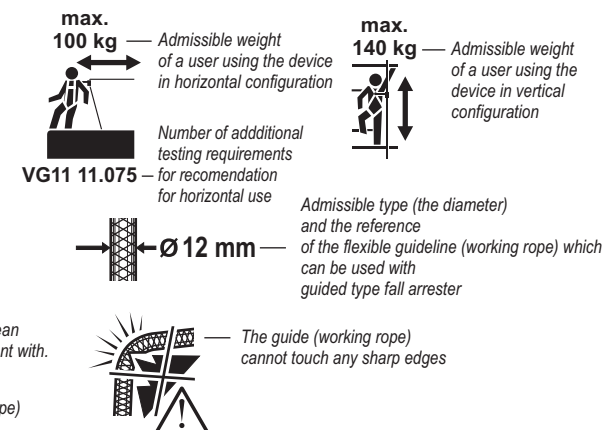 max.
100 kg
Admissible weight
of a user using the device
in horizontal configuration
max.
140 kg
Admissible weight
of a user using the
device in vertical
configuration
Number of addditional
testing requirements
for recomendation
for horizontal use
VG11 11.075
Ø 12 mm
Admissible type (the diameter)
and the reference
of the flexible guideline (working rope) which
can be used with
guided type fall arrester
The guide (working rope)
cannot touch any sharp edges
nt with.